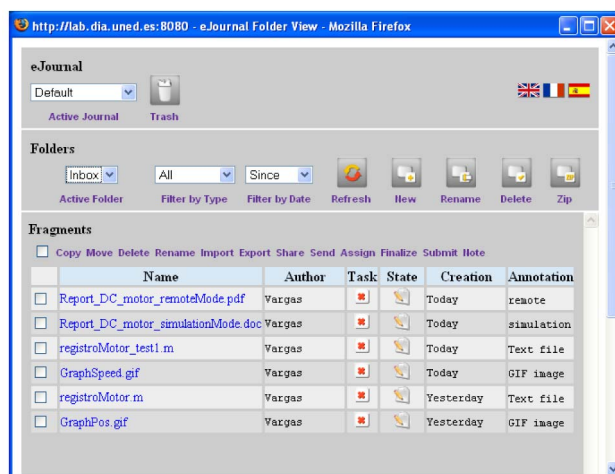 http://lab.dia.uned.es:8080 - eJournal Folder View - Mozilla Firefox
eJournal
Default
Active Journal Trash
Folders
Inbox All Since
Active Folder Filter by Type Filter by Date Refresh New Rename Delete Zip
Fragments
Copy Move Delete Rename Import Export Share Send Assign Finalize Submit Note
Name Author Task State Creation Annotation
Report_DC_motor_remoteMode.pdf Vargas Today remote
Report_DC_motor_simulationMode.doc Vargas Today simulation
registroMotor_test1.m Vargas Today Text file
GraphSpeed.gif Vargas Today GIF image
registroMotor.m Vargas Yesterday Text file
GraphPos.gif Vargas Yesterday GIF image